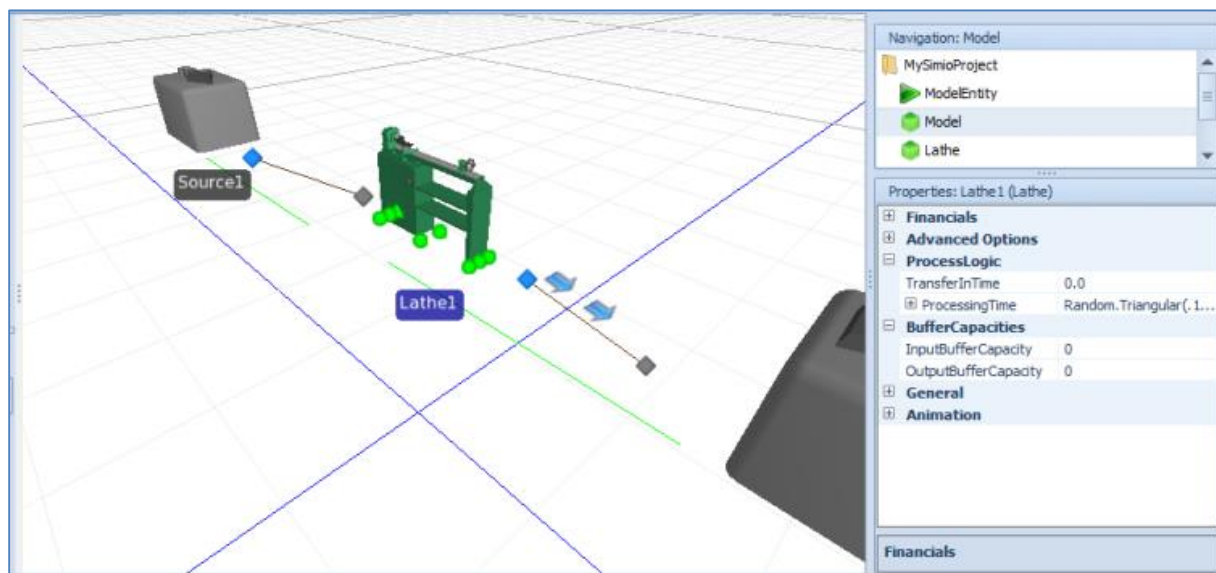 Source1
Lathe1
Navigation: Model
MySimioProject
ModelEntity
Model
Lathe
Properties: Lathe1 (Lathe)
Financials
Advanced Options
ProcessLogic
TransferInTime 0.0
ProcessingTime Random.Triangular(.1...
BufferCapacities
InputBufferCapacity 0
OutputBufferCapacity 0
General
Animation
Financials